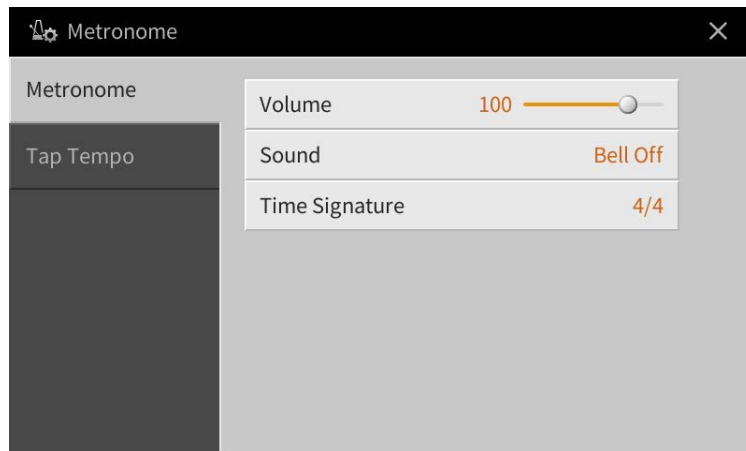 Metronome
Metronome
Tap Tempo
Volume 100
Sound Bell Off
Time Signature 4/4